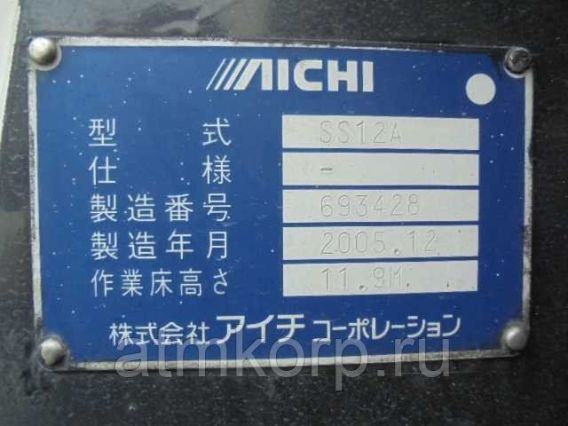 AICHI
型式 SS12A
仕様 -
製造番号 693428
製造年月 2005.12
作業床高さ 11.9M
株式会社 アイチ コーポレーション
atmkorp.ru